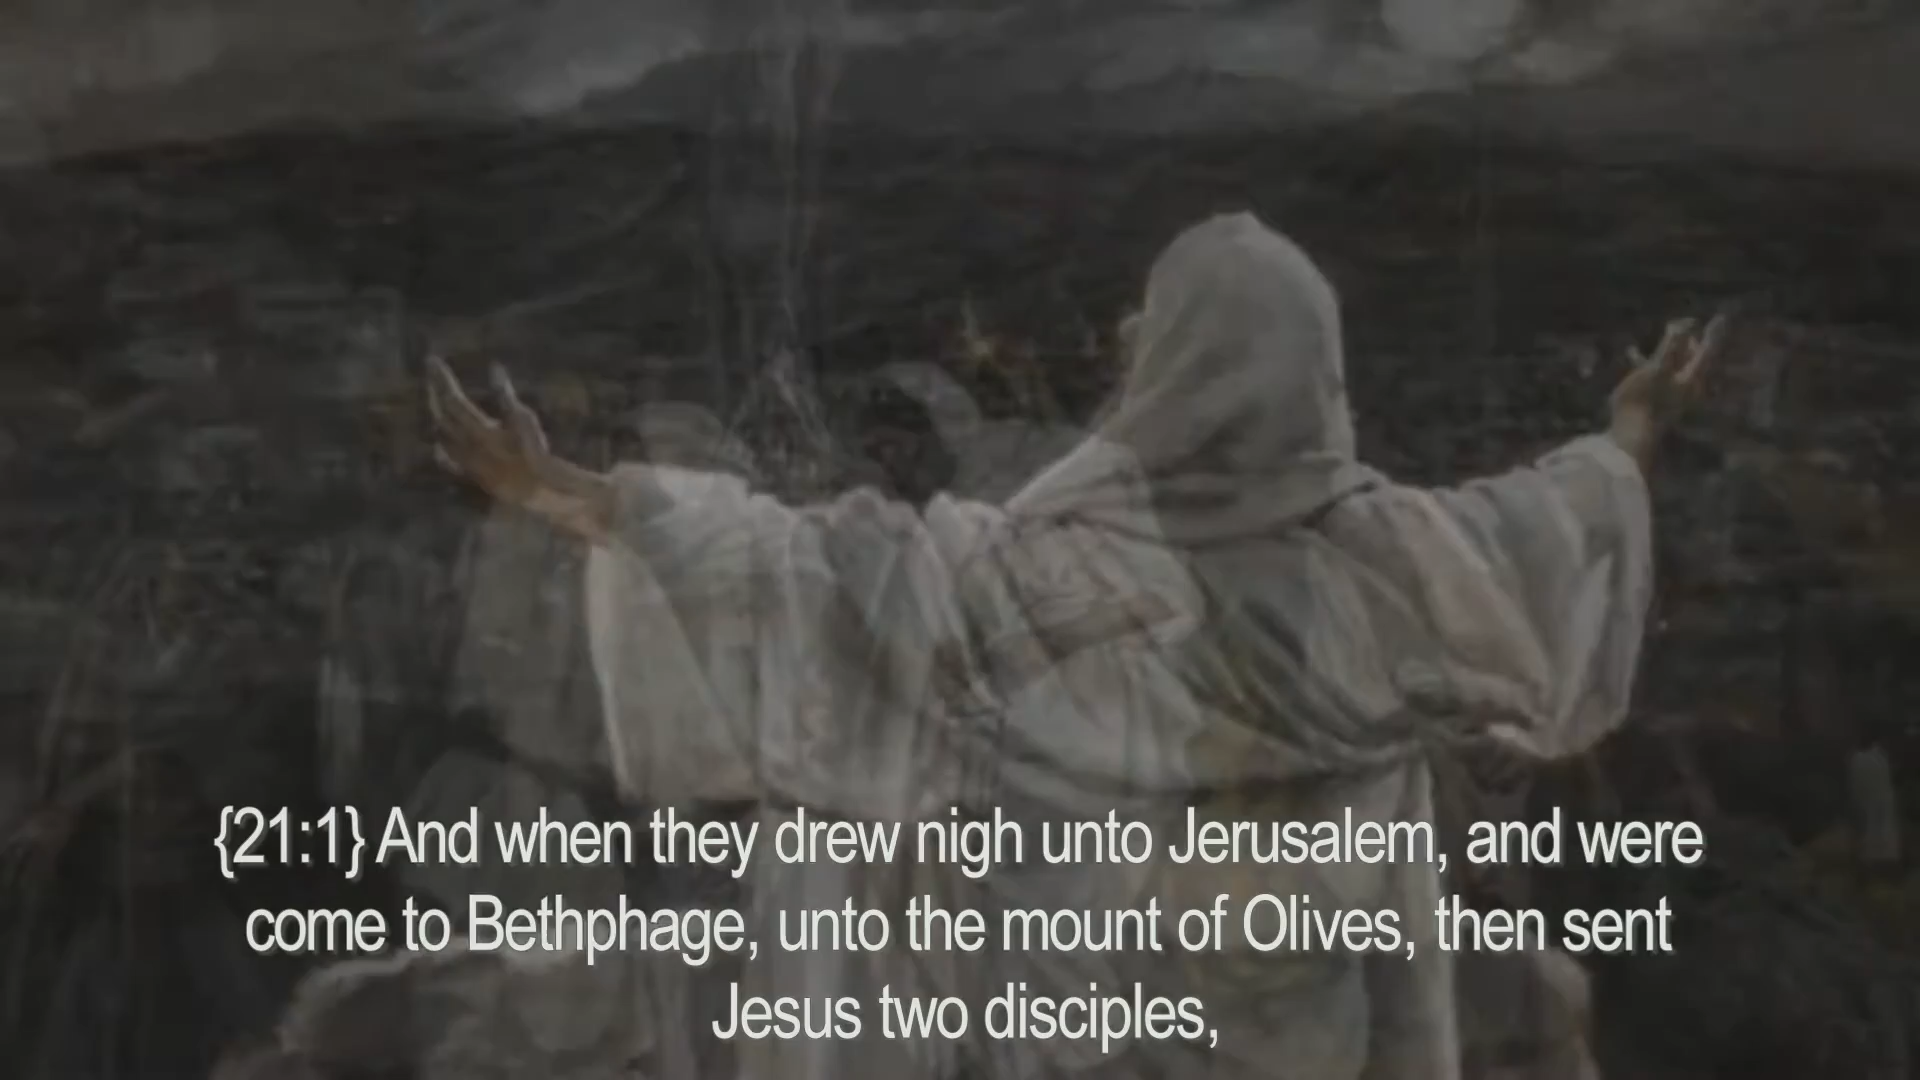 {21:1} And when they drew nigh unto Jerusalem, and were
come to Bethphage, unto the mount of Olives, then sent
Jesus two disciples,